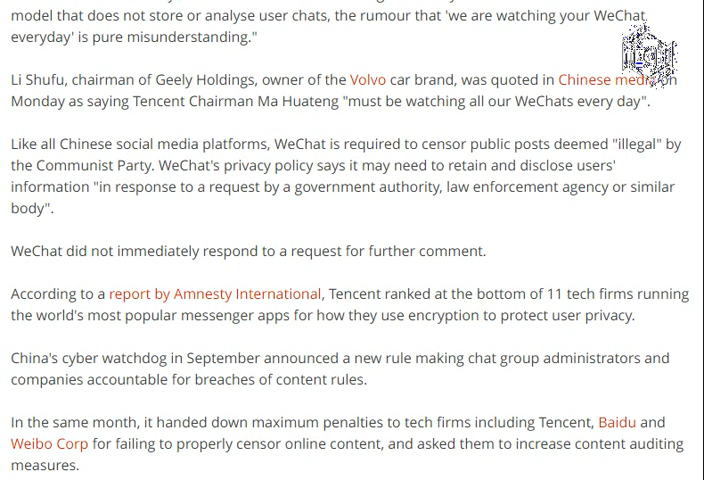 model that does not store or analyse user chats, the rumour that 'we are watching your WeChat
everyday' is pure misunderstanding."
Li Shufu, chairman of Geely Holdings, owner of the Volvo car brand, was quoted in Chinese media on
Monday as saying Tencent Chairman Ma Huateng "must be watching all our WeChats every day".
Like all Chinese social media platforms, WeChat is required to censor public posts deemed "illegal" by
the Communist Party. WeChat's privacy policy says it may need to retain and disclose users'
information "in response to a request by a government authority, law enforcement agency or similar
body".
WeChat did not immediately respond to a request for further comment.
According to a report by Amnesty International, Tencent ranked at the bottom of 11 tech firms running
the world's most popular messenger apps for how they use encryption to protect user privacy.
China's cyber watchdog in September announced a new rule making chat group administrators and
companies accountable for breaches of content rules.
In the same month, it handed down maximum penalties to tech firms including Tencent, Baidu and
Weibo Corp for failing to properly censor online content, and asked them to increase content auditing
measures.